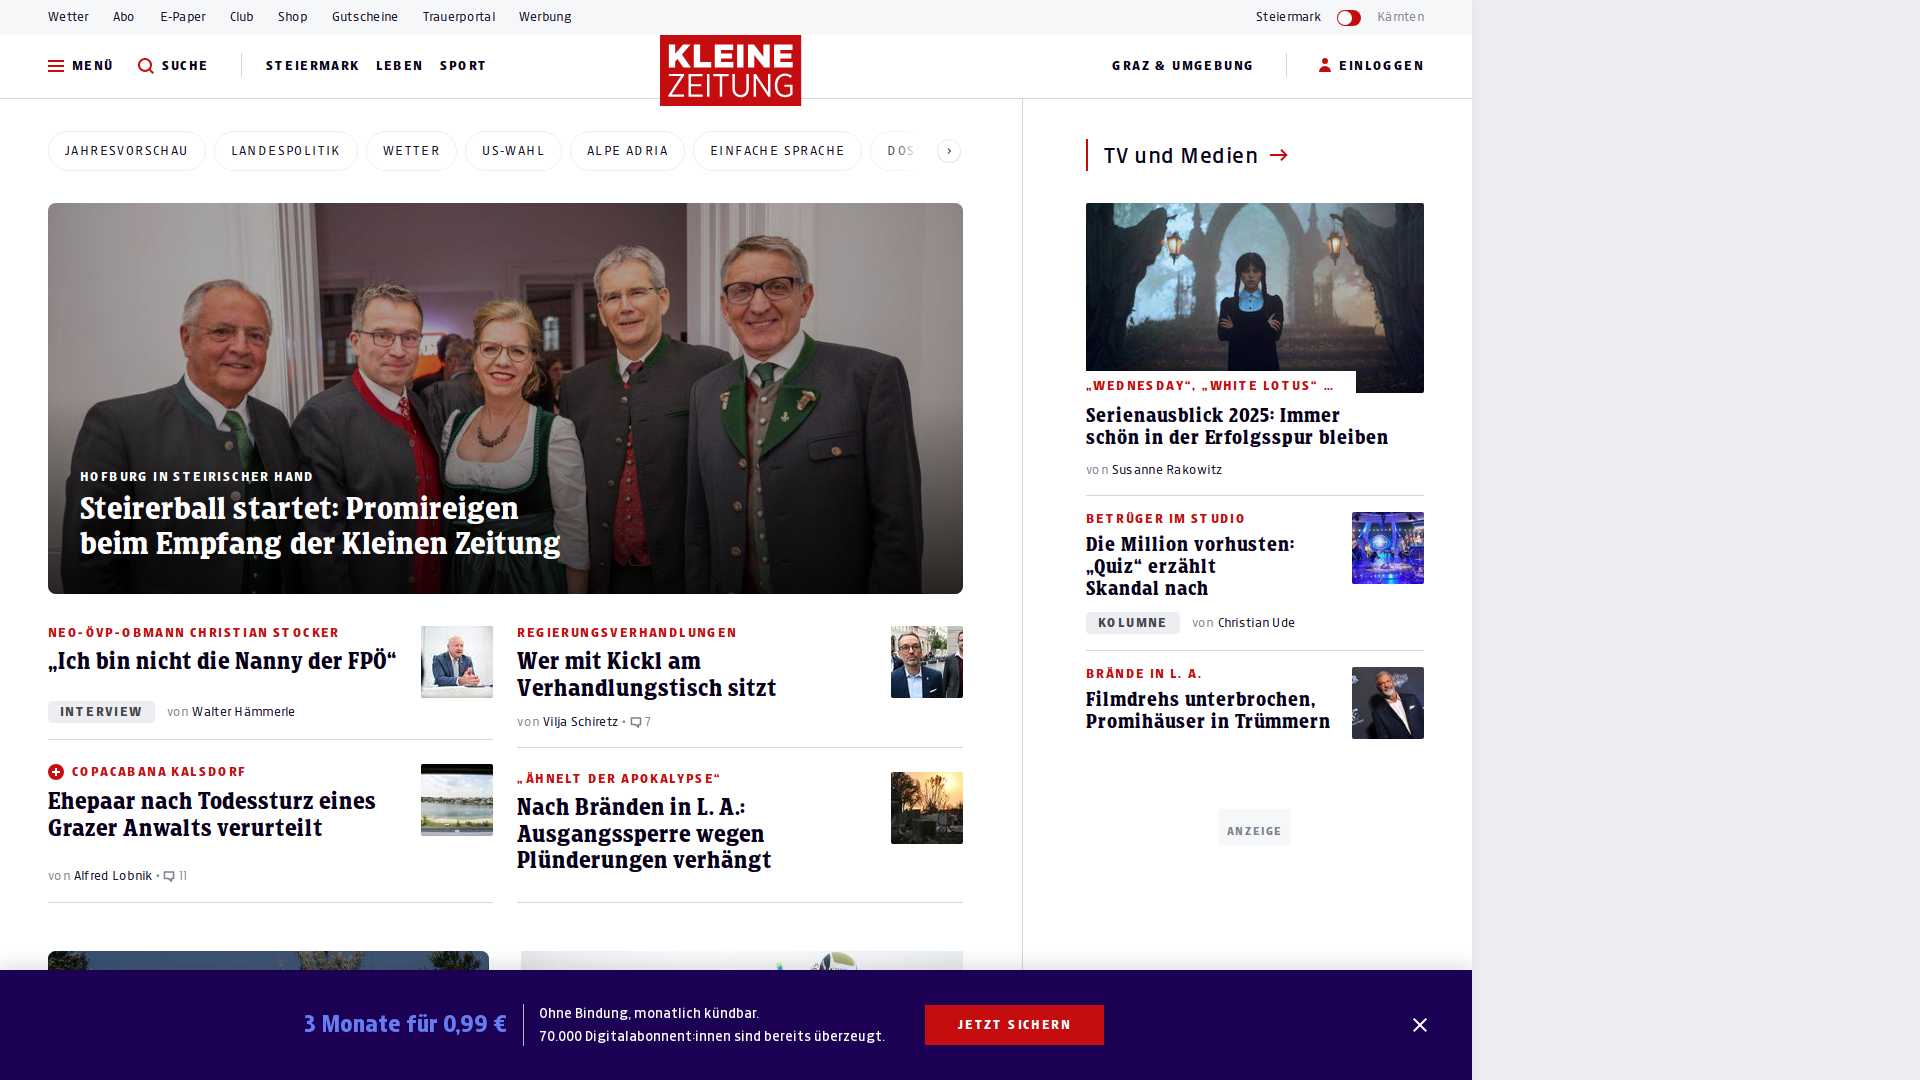 Wetter Abo E-Paper Club Shop Gutscheine Trauerportal Werbung Steiermark Kärnten
MENÜ SUCHE STEIERMARK LEBEN SPORT KLEINE ZEITUNG GRAZ & UMGEBUNG EINLOGGEN
JAHRESVORSCHAU LANDESPOLITIK WETTER US-WAHL ALPE ADRIA EINFACHE SPRACHE DOS
HOFBURG IN STEIRISCHER HAND
Steirerball startet: Promireigen
beim Empfang der Kleinen Zeitung
NEO-ÖVP-OBMANN CHRISTIAN STOCKER
„Ich bin nicht die Nanny der FPÖ“
INTERVIEW von Walter Hämmerle
COPACABANA KALSDORF
Ehepaar nach Todessturz eines
Grazer Anwalts verurteilt
von Alfred Lobnik • 11
REGIERUNGSVERHANDLUNGEN
Wer mit Kickl am
Verhandlungstisch sitzt
von Vilja Schiretz • 7
„ÄHNELT DER APOKALYPSE“
Nach Bränden in L. A.:
Ausgangssperre wegen
Plünderungen verhängt
TV und Medien
„WEDNESDAY“, „WHITE LOTUS“ …
Serienausblick 2025: Immer
schön in der Erfolgsspur bleiben
von Susanne Rakowitz
BETRÜGER IM STUDIO
Die Million vorhusten:
„Quiz“ erzählt
Skandal nach
KOLUMNE von Christian Ude
BRÄNDE IN L. A.
Filmdrehs unterbrochen,
Promihäuser in Trümmern
ANZEIGE
3 Monate für 0,99 €
Ohne Bindung, monatlich kündbar.
70.000 Digitalabonnent:innen sind bereits überzeugt.
JETZT SICHERN